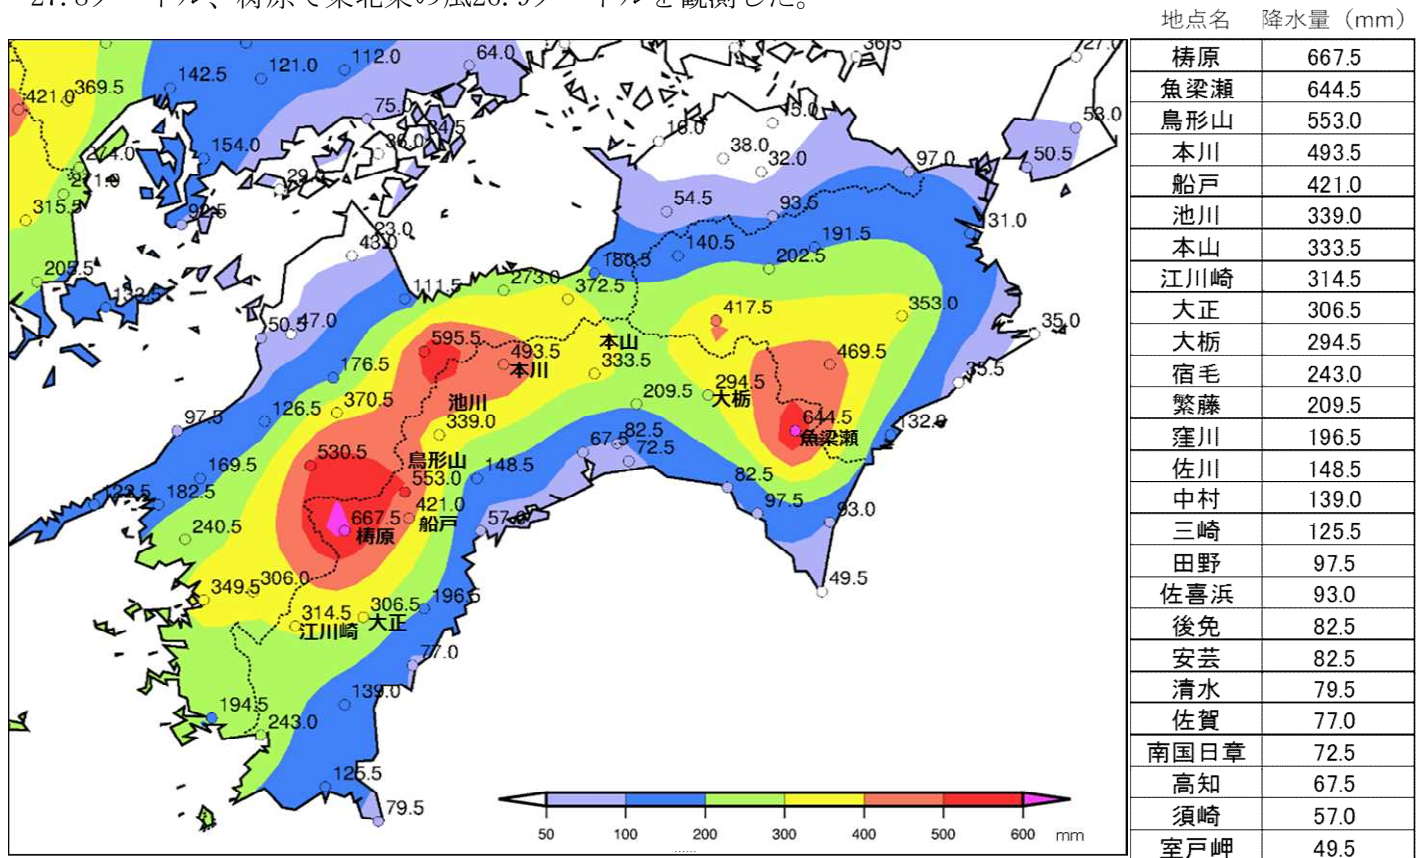 地点名 降水量（mm）
梼原 667.5
魚梁瀬 644.5
鳥形山 553.0
本川 493.5
船戸 421.0
池川 339.0
本山 333.5
江川崎 314.5
大正 306.5
大栃 294.5
宿毛 243.0
繁藤 209.5
窪川 196.5
佐川 148.5
中村 139.0
三崎 125.5
田野 97.5
佐喜浜 93.0
後免 82.5
安芸 82.5
清水 79.5
佐賀 77.0
南国日章 72.5
高知 67.5
須崎 57.0
室戸岬 49.5
64.0
112.0
121.0
142.5
369.5
421.0
27.0
53.0
50.5
75.0
154.0
38.0
32.0
97.0
54.5
93.5
31.0
315.5
92.5
23.0
43.0
140.5
191.5
202.5
205.5
111.5
273.0
372.5
417.5
353.0
35.0
50.5
47.0
595.5
493.5
本川
本山
333.5
469.5
35.5
176.5
209.5
294.5
大栃
370.5
池川
339.0
126.5
97.5
644.5
魚梁瀬
67.5
82.5
72.5
530.5
鳥形山
553.0
148.5
169.5
182.5
82.5
97.5
93.0
421.0
船戸
667.5
梼原
240.5
49.5
349.5
306.0
314.5
江川崎
306.5
大正
196.5
77.0
139.0
194.5
243.0
125.5
79.5
50 100 200 300 400 500 600 mm